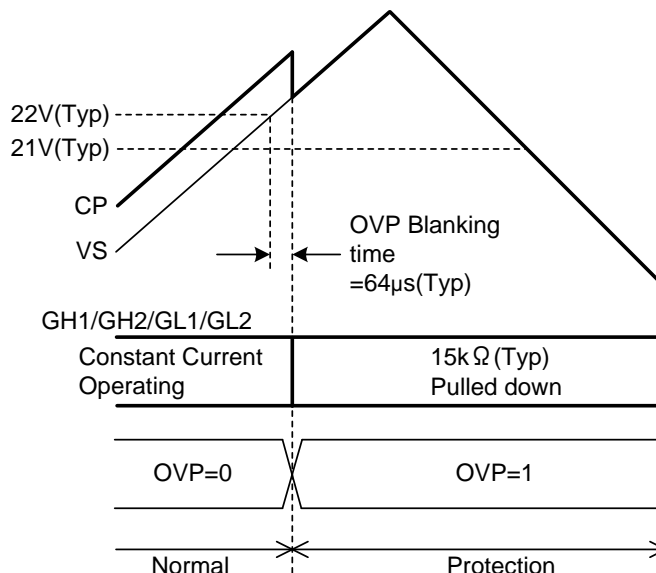 22V(Typ)
21V(Typ)
CP
VS
OVP Blanking
time
=64μs(Typ)
GH1/GH2/GL1/GL2
Constant Current
Operating
15kΩ(Typ)
Pulled down
OVP=0
OVP=1
Normal
Protection